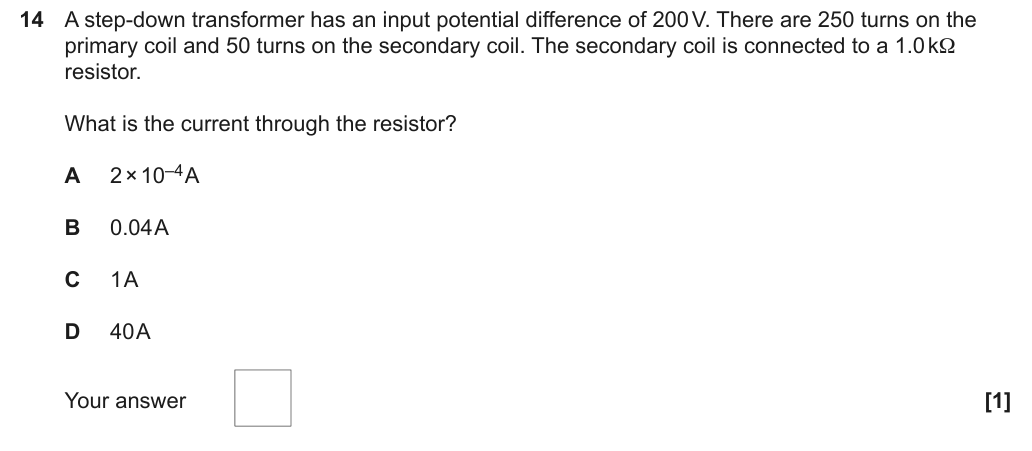 14 A step-down transformer has an input potential difference of 200 V. There are 250 turns on the
primary coil and 50 turns on the secondary coil. The secondary coil is connected to a 1.0 kΩ
resistor.
What is the current through the resistor?
A 2 × 10⁻⁴ A
B 0.04 A
C 1 A
D 40 A
Your answer [1]